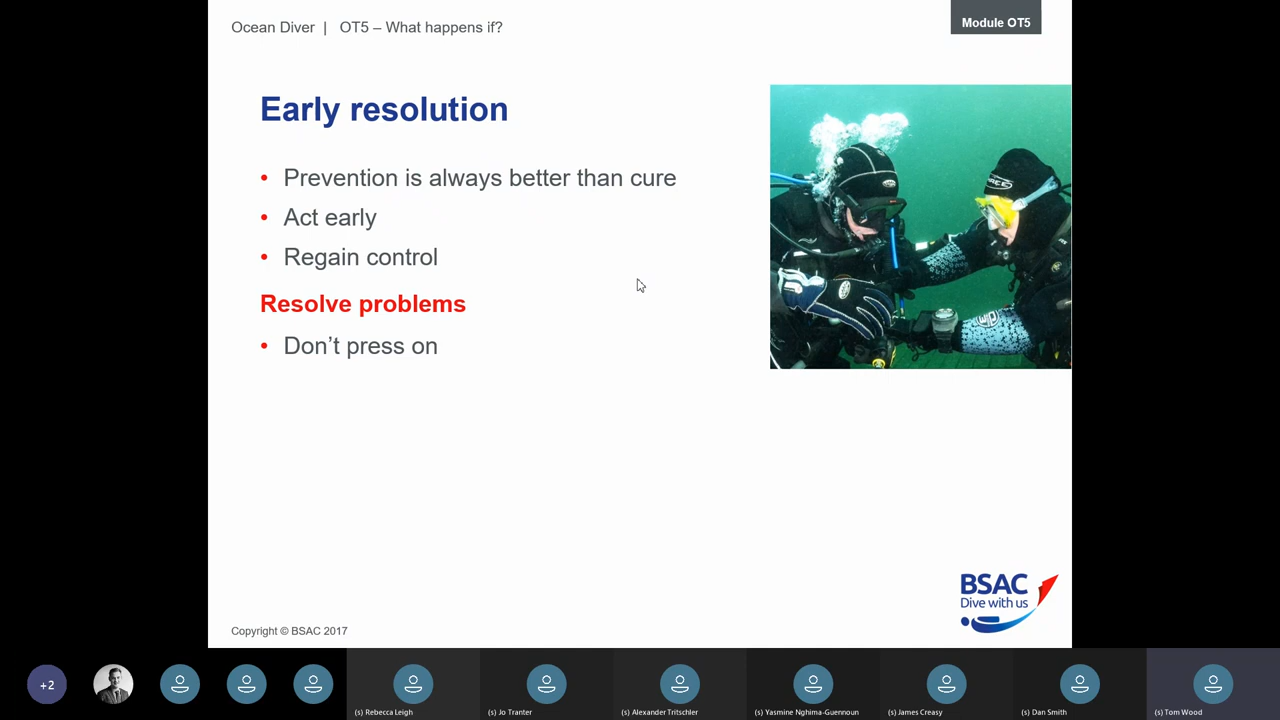 Ocean Diver | OT5 – What happens if?
Module OT5
Early resolution
• Prevention is always better than cure
• Act early
• Regain control
Resolve problems
• Don’t press on
BSAC
Dive with us
Copyright © BSAC 2017
+2
(s) Rebecca Leigh
(s) Jo Tranter
(s) Alexander Tritschler
(s) Yasmine Nghima-Guennoun
(s) James Creasy
(s) Dan Smith
(s) Tom Wood